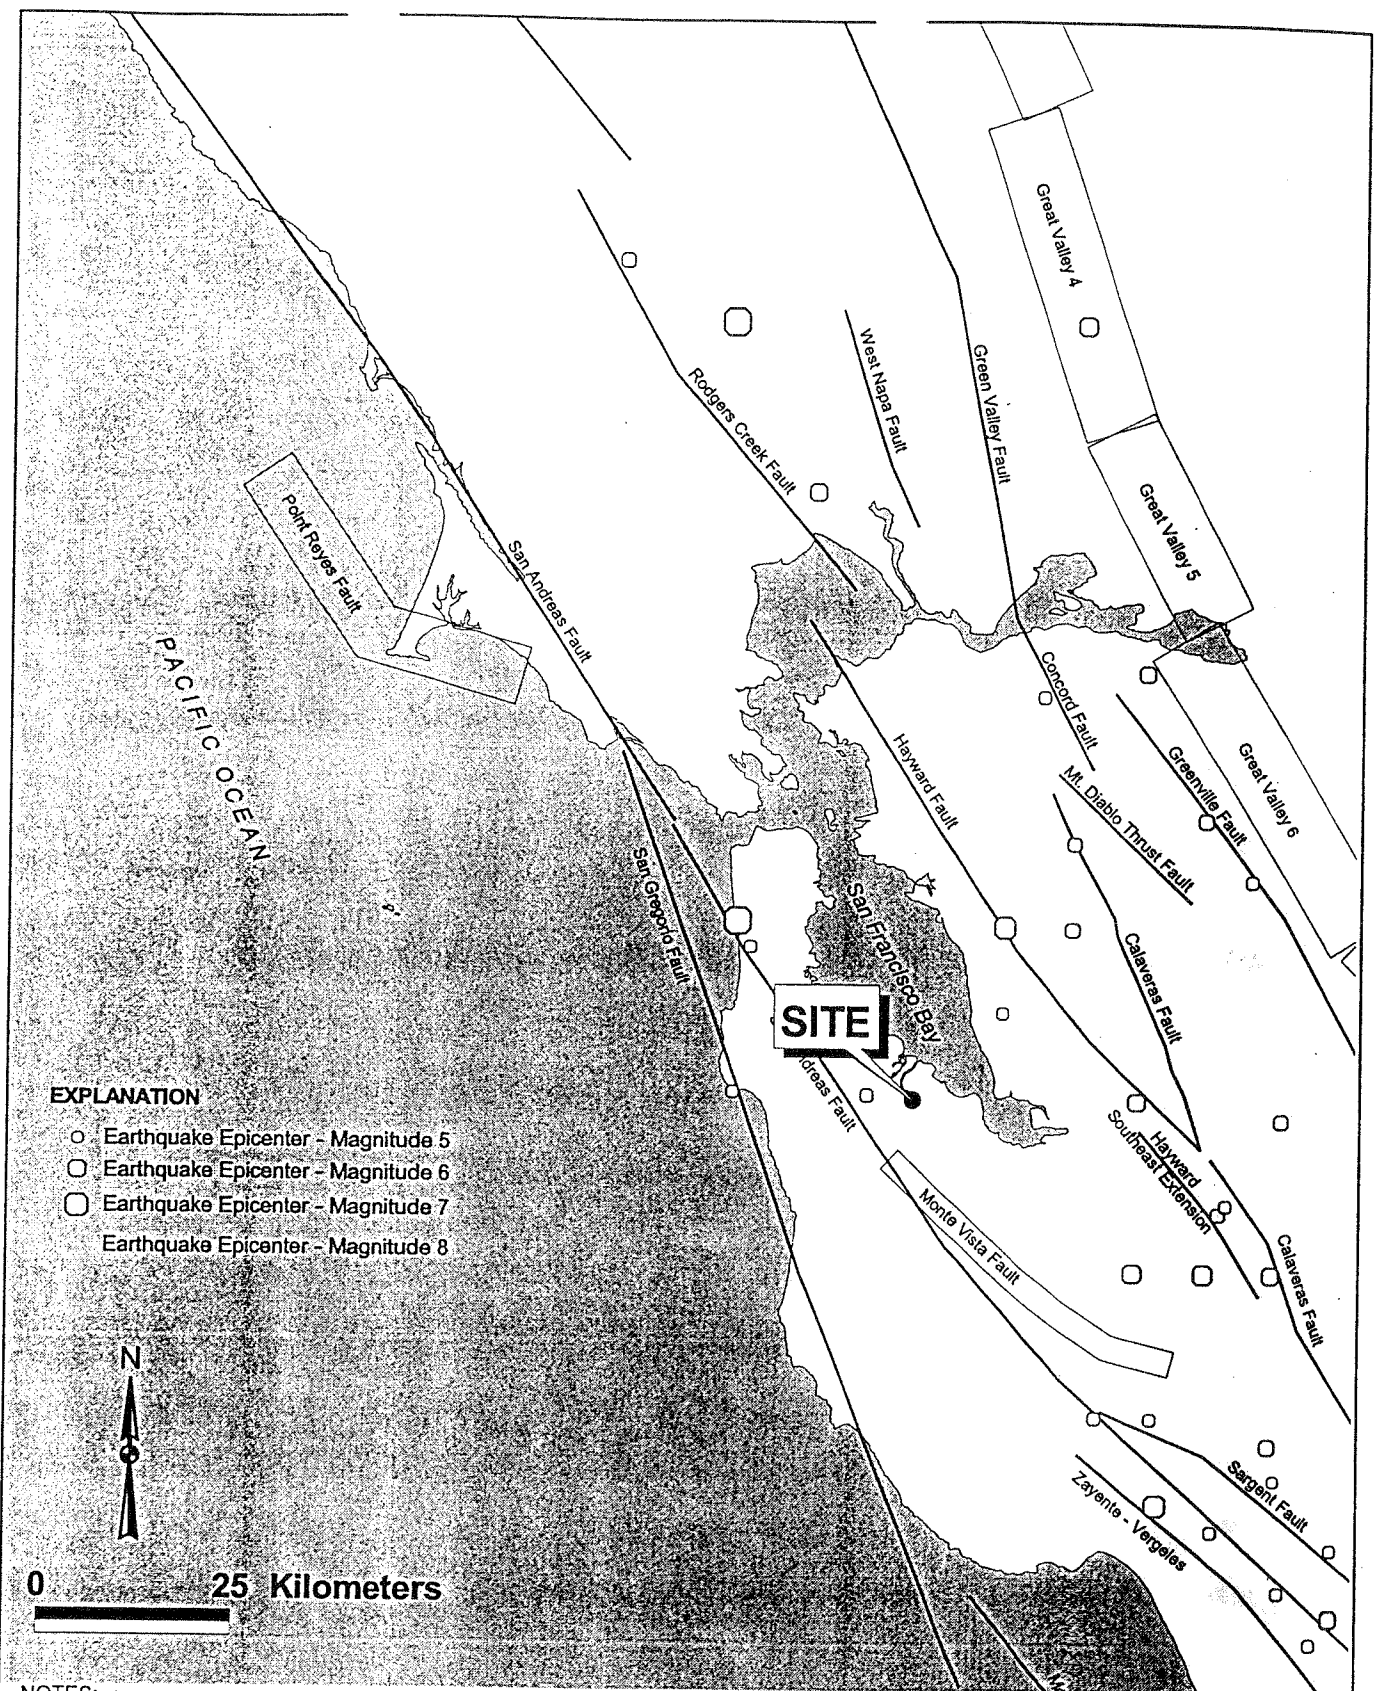 Great Valley 4
West Napa Fault
Green Valley Fault
Rodgers Creek Fault
Great Valley 5
Point Reyes Fault
San Andreas Fault
PACIFIC OCEAN
Concord Fault
Hayward Fault
Greenville Fault
Great Valley 6
Mt. Diablo Thrust Fault
San Gregorio Fault
San Francisco Bay
Calaveras Fault
SITE
ndreas Fault
EXPLANATION
Earthquake Epicenter - Magnitude 5
Earthquake Epicenter - Magnitude 6
Earthquake Epicenter - Magnitude 7
Earthquake Epicenter - Magnitude 8
Hayward
Southeast Extension
Monte Vista Fault
Calaveras Fault
N
Sargent Fault
Zayente - Vergeles
0 25 Kilometers
NOTES: